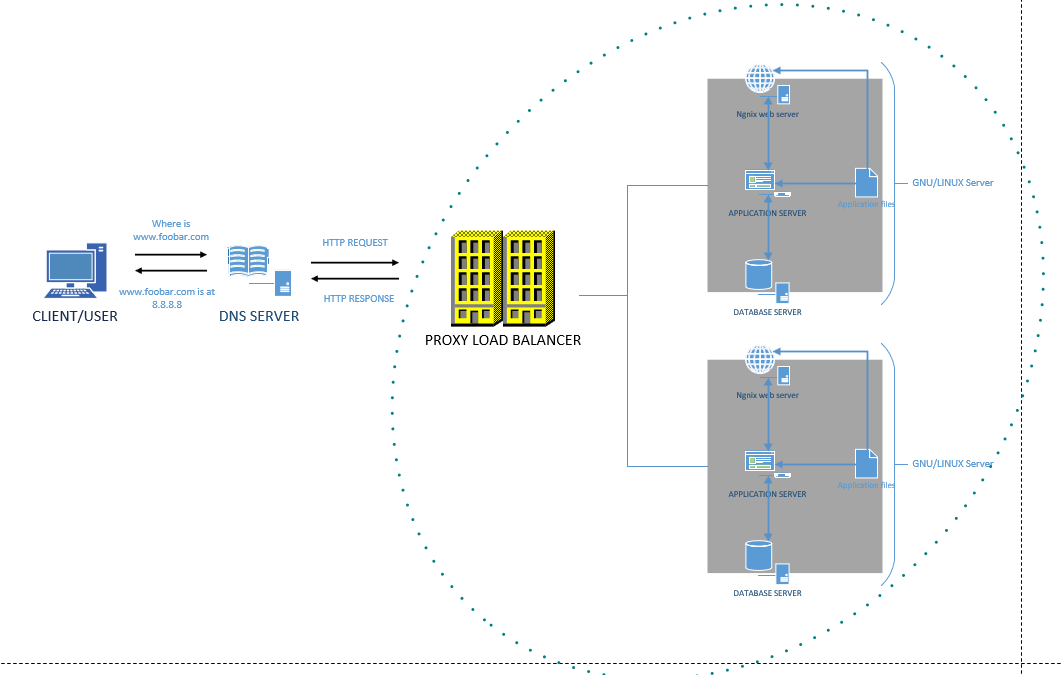 Where is
www.foobar.com
www.foobar.com is at
8.8.8.8
CLIENT/USER
DNS SERVER
HTTP REQUEST
HTTP RESPONSE
PROXY LOAD BALANCER
Ngnix web server
APPLICATION SERVER
Application files
GNU/LINUX Server
DATABASE SERVER
Ngnix web server
APPLICATION SERVER
Application files
GNU/LINUX Server
DATABASE SERVER